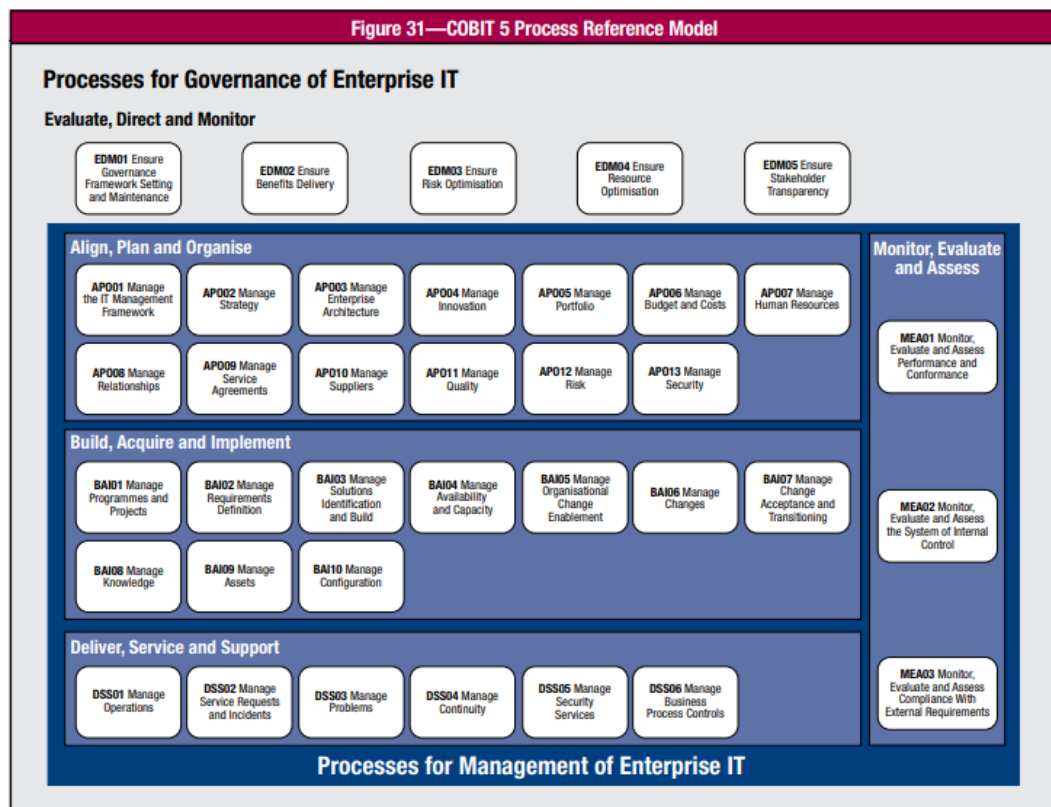 Figure 31—COBIT 5 Process Reference Model
Processes for Governance of Enterprise IT
Evaluate, Direct and Monitor
EDM01 Ensure
Governance
Framework Setting
and Maintenance
EDM02 Ensure
Benefits Delivery
EDM03 Ensure
Risk Optimisation
EDM04 Ensure
Resource
Optimisation
EDM05 Ensure
Stakeholder
Transparency
Align, Plan and Organise
APO01 Manage
the IT Management
Framework
APO02 Manage
Strategy
APO03 Manage
Enterprise
Architecture
APO04 Manage
Innovation
APO05 Manage
Portfolio
APO06 Manage
Budget and Costs
APO07 Manage
Human Resources
APO08 Manage
Relationships
APO09 Manage
Service
Agreements
APO10 Manage
Suppliers
APO11 Manage
Quality
APO12 Manage
Risk
APO13 Manage
Security
Build, Acquire and Implement
BAI01 Manage
Programmes and
Projects
BAI02 Manage
Requirements
Definition
BAI03 Manage
Solutions
Identification
and Build
BAI04 Manage
Availability
and Capacity
BAI05 Manage
Organisational
Change
Enablement
BAI06 Manage
Changes
BAI07 Manage
Change
Acceptance and
Transitioning
BAI08 Manage
Knowledge
BAI09 Manage
Assets
BAI10 Manage
Configuration
Deliver, Service and Support
DSS01 Manage
Operations
DSS02 Manage
Service Requests
and Incidents
DSS03 Manage
Problems
DSS04 Manage
Continuity
DSS05 Manage
Security
Services
DSS06 Manage
Business
Process Controls
Monitor, Evaluate
and Assess
MEA01 Monitor,
Evaluate and Assess
Performance and
Conformance
MEA02 Monitor,
Evaluate and Assess
the System of Internal
Control
MEA03 Monitor,
Evaluate and Assess
Compliance With
External Requirements
Processes for Management of Enterprise IT